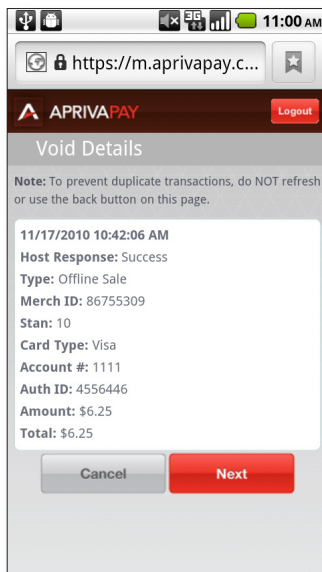 3G
11:00 AM
https://m.aprivapay.c...
A APRIVAPAY
Logout
Void Details
Note: To prevent duplicate transactions, do NOT refresh
or use the back button on this page.
11/17/2010 10:42:06 AM
Host Response: Success
Type: Offline Sale
Merch ID: 86755309
Stan: 10
Card Type: Visa
Account #: 1111
Auth ID: 4556446
Amount: $6.25
Total: $6.25
Cancel
Next